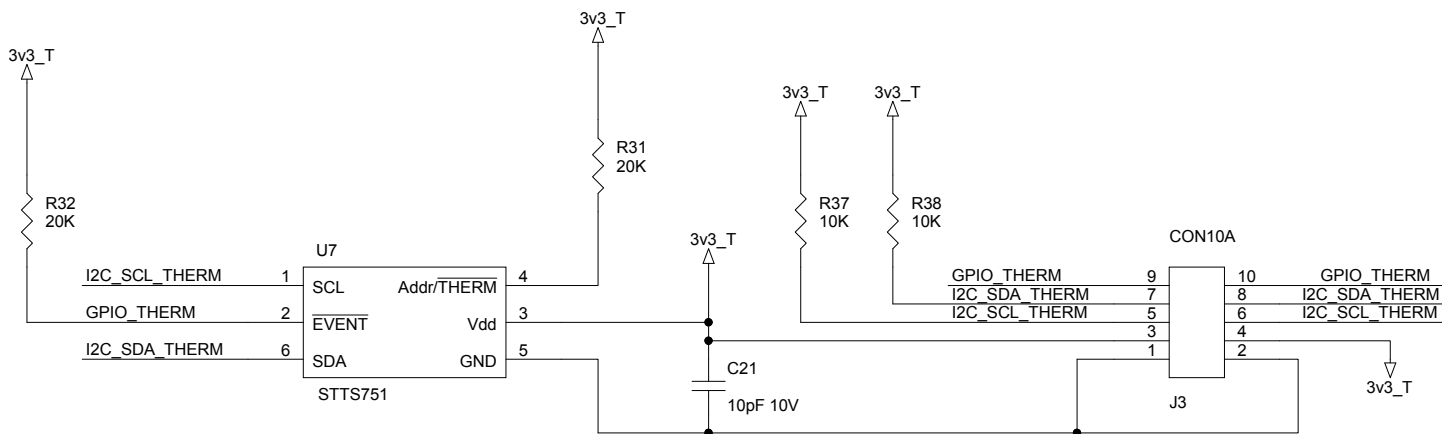 3v3_T
3v3_T
3v3_T
3v3_T
R31
20K
R32
20K
R37
10K
R38
10K
3v3_T
CON10A
U7
I2C_SCL_THERM
1
SCL
Addr/THERM
4
GPIO_THERM
2
EVENT
Vdd
3
I2C_SDA_THERM
6
SDA
GND
5
STTS751
C21
10pF 10V
GPIO_THERM
9
10
GPIO_THERM
I2C_SDA_THERM
7
8
I2C_SDA_THERM
I2C_SCL_THERM
5
6
I2C_SCL_THERM
3
4
1
2
3v3_T
J3